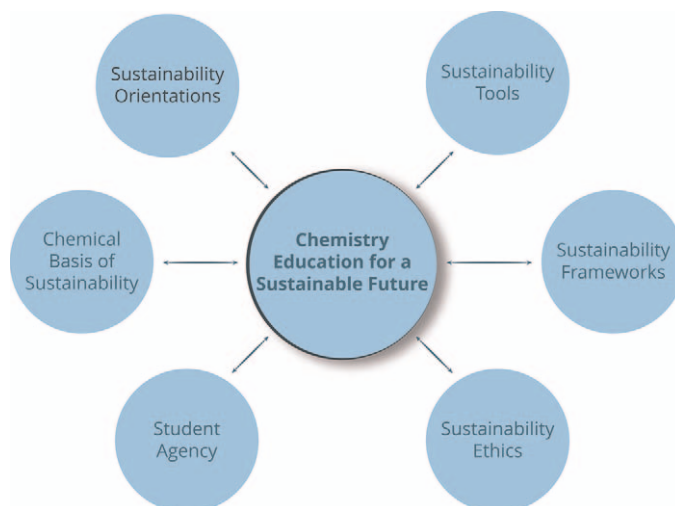 Sustainability
Orientations
Sustainability
Tools
Chemical
Basis of
Sustainability
Chemistry
Education for a
Sustainable Future
Sustainability
Frameworks
Student
Agency
Sustainability
Ethics